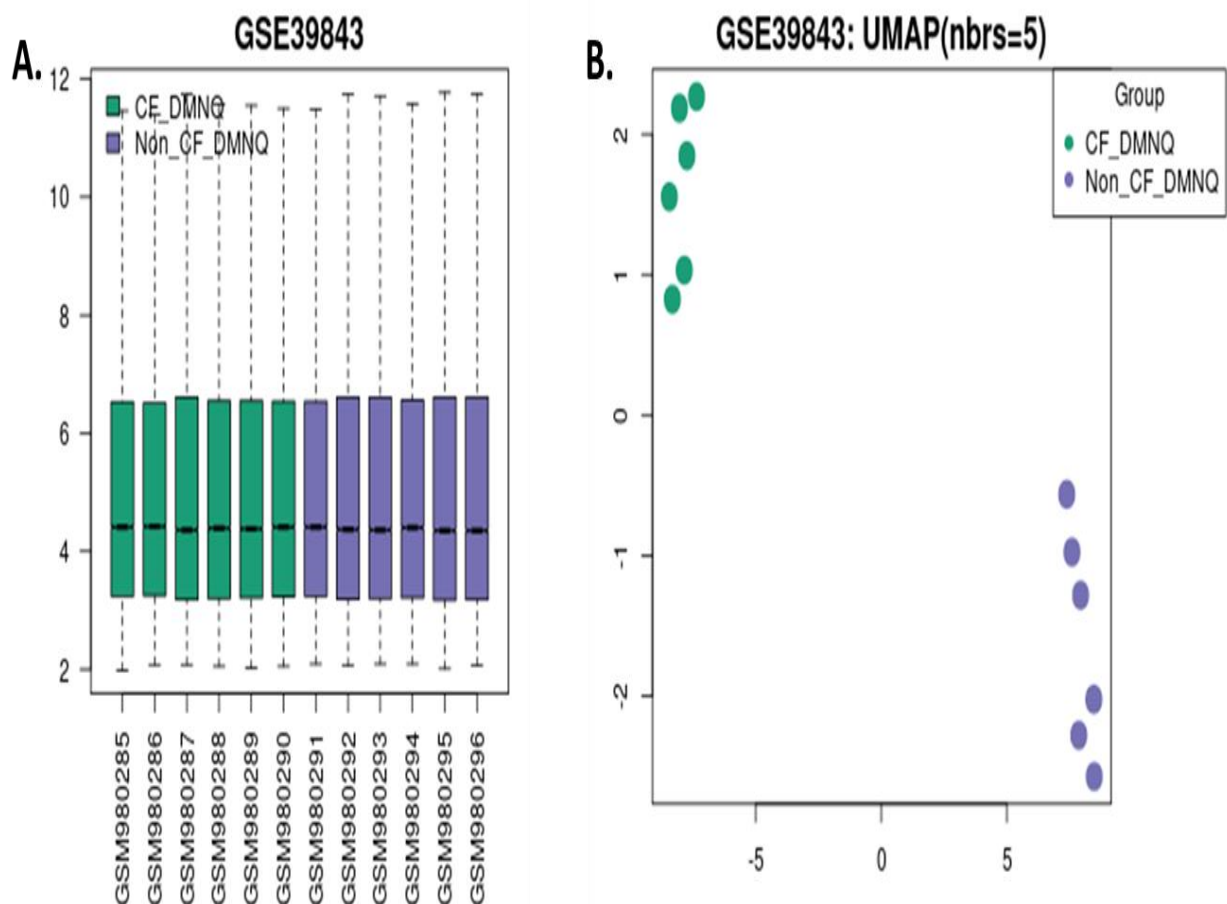 A.
GSE39843
12
10
8
6
4
2
CF_DMNQ
Non_CF_DMNQ
GSM980285
GSM980286
GSM980287
GSM980288
GSM980289
GSM980290
GSM980291
GSM980292
GSM980293
GSM980294
GSM980295
GSM980296
B.
GSE39843: UMAP(nbrs=5)
Group
CF_DMNQ
Non_CF_DMNQ
2
1
0
-1
-2
-5
0
5